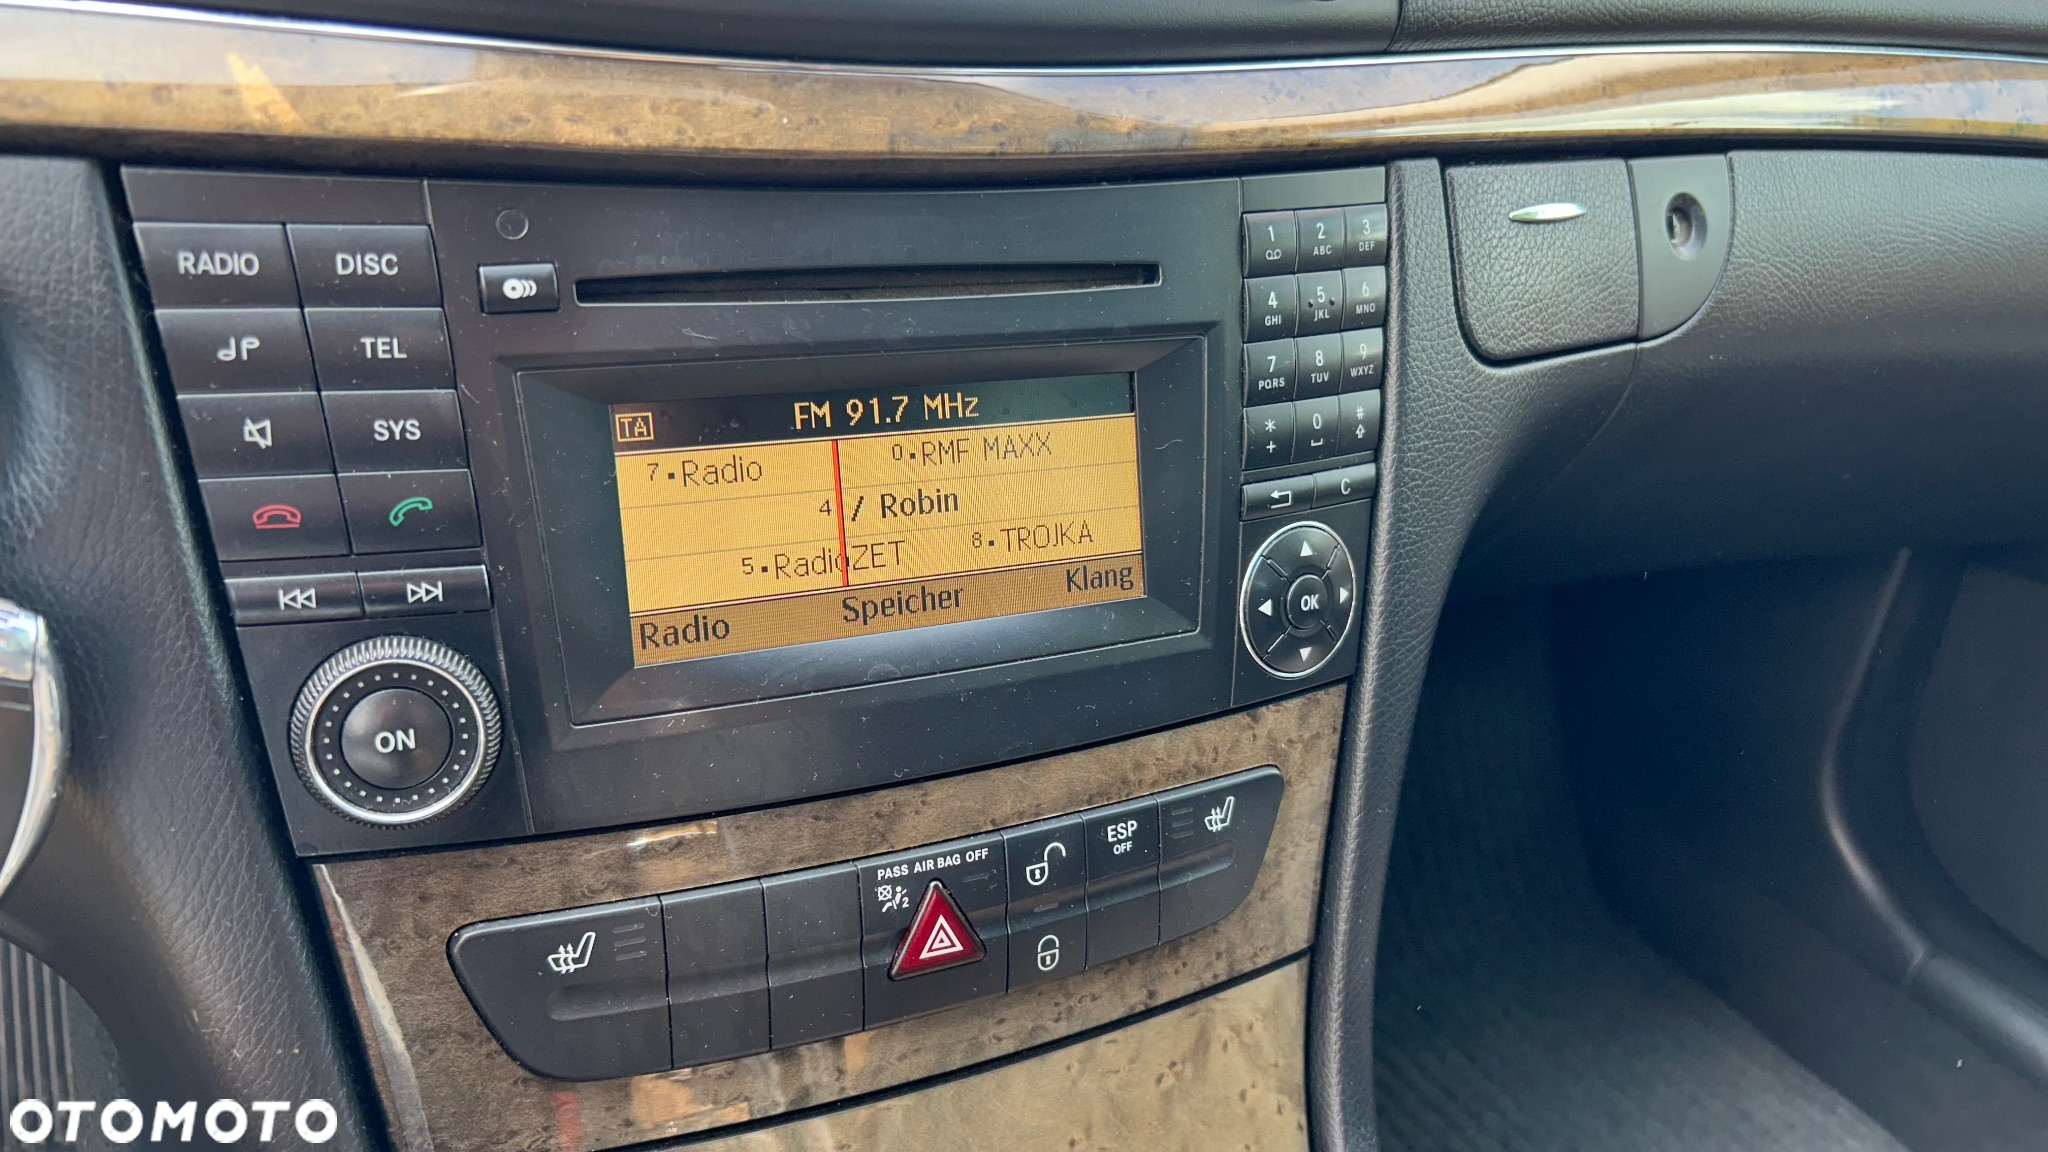 RADIO DISC
TEL
SYS
ON
TA FM 91.7 MHz
7 Radio 0 RMF MAXX
4 / Robin
5 RadioZET 8 TROJKA
Radio Speicher Klang
1 2 ABC 3 DEF
4 GHI 5 JKL 6 MNO
7 PQRS 8 TUV 9 WXYZ
* + 0 #
C
OK
PASS AIR BAG OFF
2
ESP
OFF
OTOMOTO